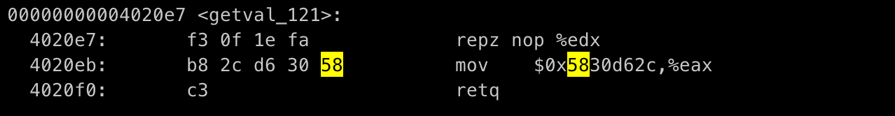 00000000004020e7 <getval_121>:
4020e7: f3 0f 1e fa repz nop %edx
4020eb: b8 2c d6 30 58 mov $0x5830d62c,%eax
4020f0: c3 retq